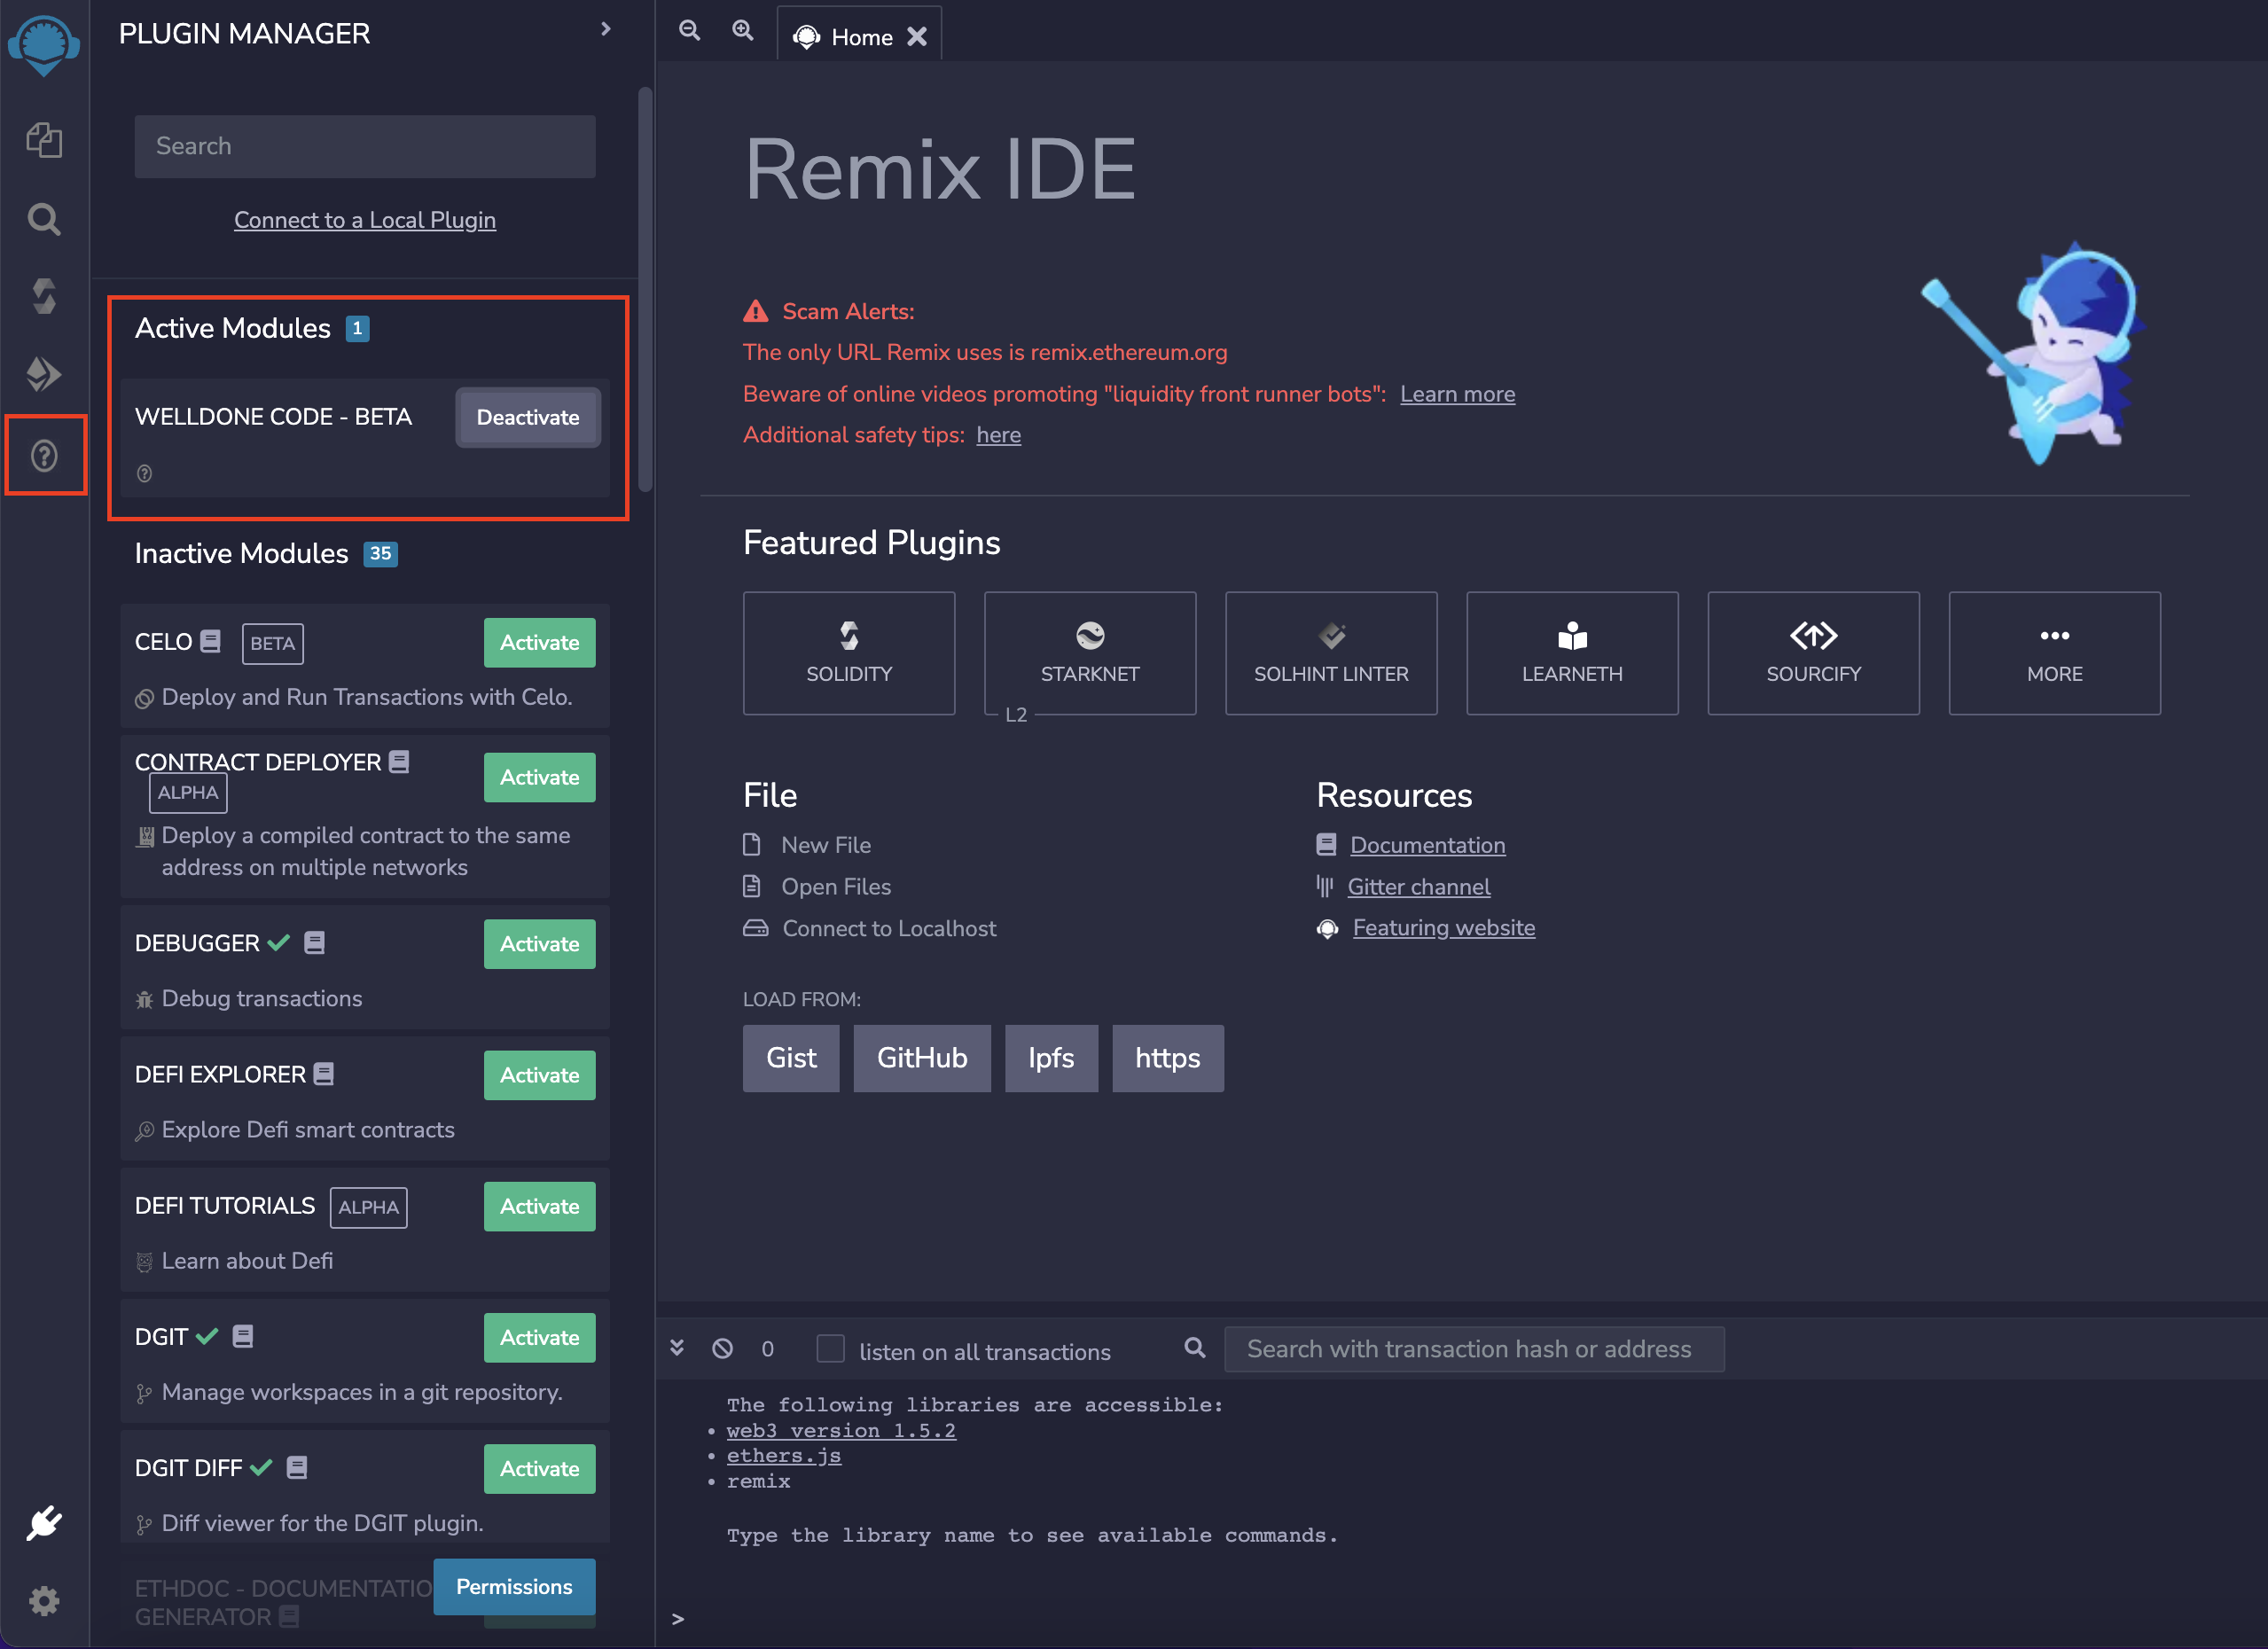 PLUGIN MANAGER
Search
Connect to a Local Plugin
Active Modules 1
WELLDONE CODE - BETA
Deactivate
Inactive Modules 35
CELO BETA
Activate
Deploy and Run Transactions with Celo.
CONTRACT DEPLOYER
ALPHA
Activate
Deploy a compiled contract to the same
address on multiple networks
DEBUGGER
Activate
Debug transactions
DEFI EXPLORER
Activate
Explore Defi smart contracts
DEFI TUTORIALS ALPHA
Activate
Learn about Defi
DGIT
Activate
Manage workspaces in a git repository.
DGIT DIFF
Activate
Diff viewer for the DGIT plugin.
ETHDOC - DOCUMENTATIO
GENERATOR
Permissions
Home
Remix IDE
Scam Alerts:
The only URL Remix uses is remix.ethereum.org
Beware of online videos promoting "liquidity front runner bots": Learn more
Additional safety tips: here
Featured Plugins
SOLIDITY
STARKNET
L2
SOLHINT LINTER
LEARNETH
SOURCIFY
MORE
File
New File
Open Files
Connect to Localhost
Resources
Documentation
Gitter channel
Featuring website
LOAD FROM:
Gist
GitHub
Ipfs
https
0
listen on all transactions
Search with transaction hash or address
The following libraries are accessible:
• web3 version 1.5.2
• ethers.js
• remix
Type the library name to see available commands.
>